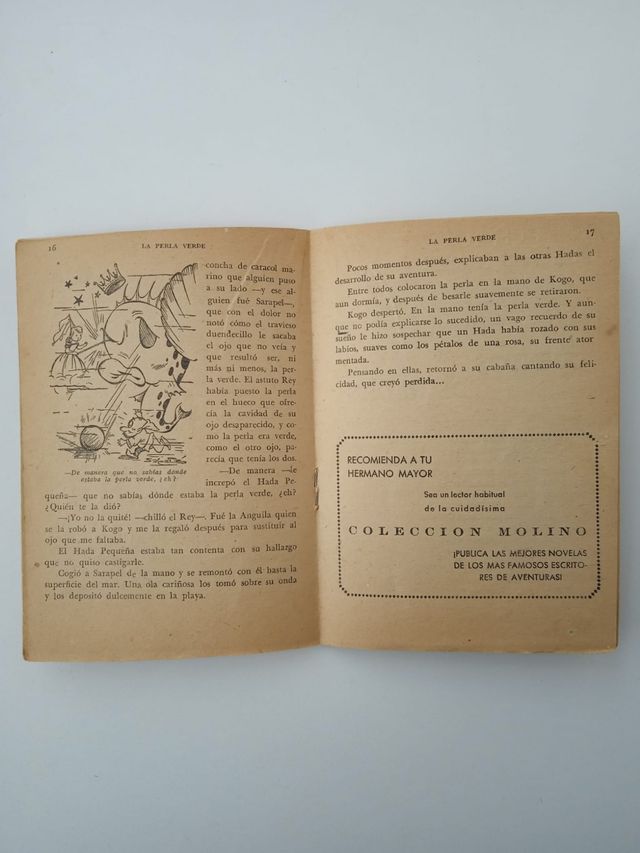 16
LA PERLA VERDE
concha de caracol ma-
rino que alguien puso
a su lado —y ese al-
guien fué Sarapel—,
que con el dolor no
notó cómo el travieso
duendecillo le sacaba
el ojo que no veía y
que resultó ser, ni
más ni menos, la per-
la verde. El astuto Rey
había puesto la perla
en el hueco que ofre-
cía la cavidad de su
ojo desaparecido, y co-
mo la perla era verde,
como el otro ojo, pa-
recía que tenía los dos.
—De manera que no sabías dónde
estaba la perla verde, ¿eh?
—De manera —le
increpó el Hada Pe-
queña— que no sabías dónde estaba la perla verde, ¿eh?
¿Quién te la dió?
—¡Yo no la quité! —chilló el Rey—. Fué la Anguila quien
se la robó a Kogo y me la regaló después para sustituir al
ojo que me faltaba.
El Hada Pequeña estaba tan contenta con su hallazgo
que no quiso castigarle.
Cogió a Sarapel de la mano y se remontó con él hasta la
superficie del mar. Una ola cariñosa los tomó sobre su onda
y los depositó dulcemente en la playa.
LA PERLA VERDE
17
Pocos momentos después, explicaban a las otras Hadas el
desarrollo de su aventura.
Entre todos colocaron la perla en la mano de Kogo, que
aun dormía, y después de besarle suavemente se retiraron.
Kogo despertó. En la mano tenía la perla verde. Y aun-
que no podía explicarse lo sucedido, un vago recuerdo de su
sueño le hizo sospechar que un Hada había rozado con sus
labios, suaves como los pétalos de una rosa, su frente ator
mentada.
Pensando en ellas, retornó a su cabaña cantando su feli-
cidad, que creyó perdida...
RECOMIENDA A TU
HERMANO MAYOR
Sea un lector habitual
de la cuidadísima
COLECCION MOLINO
¡PUBLICA LAS MEJORES NOVELAS
DE LOS MAS FAMOSOS ESCRITO-
RES DE AVENTURAS!